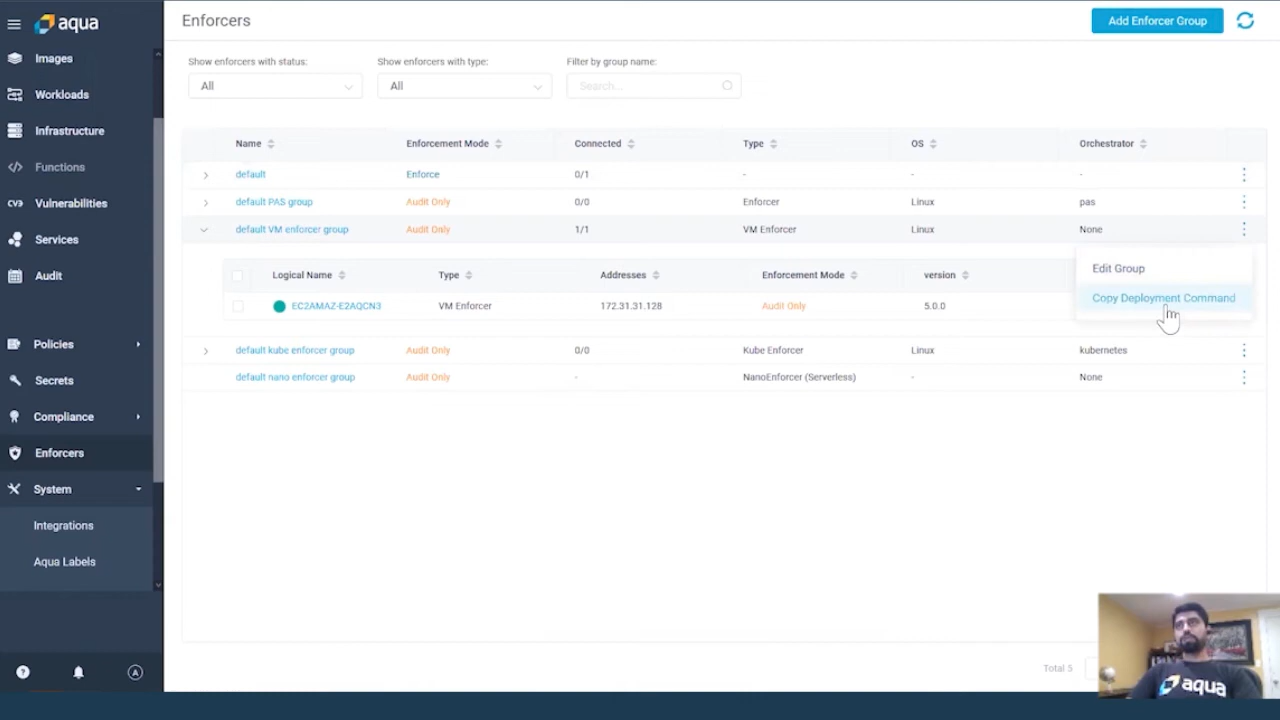 aqua
Enforcers
Add Enforcer Group
Images
Workloads
Infrastructure
Functions
CVE Vulnerabilities
Services
Audit
Policies
Secrets
Compliance
Enforcers
System
Integrations
Aqua Labels
Show enforcers with status: Show enforcers with type: Filter by group name:
All All Search...
Name Enforcement Mode Connected Type OS Orchestrator
default Enforce 0/1 - - -
default PAS group Audit Only 0/0 Enforcer Linux pas
default VM enforcer group Audit Only 1/1 VM Enforcer Linux None
Edit Group
Copy Deployment Command
Logical Name Type Addresses Enforcement Mode version
EC2AMAZ-E2AQCN3 VM Enforcer 172.31.31.128 Audit Only 5.0.0
default kube enforcer group Audit Only 0/0 Kube Enforcer Linux kubernetes
default nano enforcer group Audit Only - NanoEnforcer (Serverless) - None
Total 5
? A
aqua